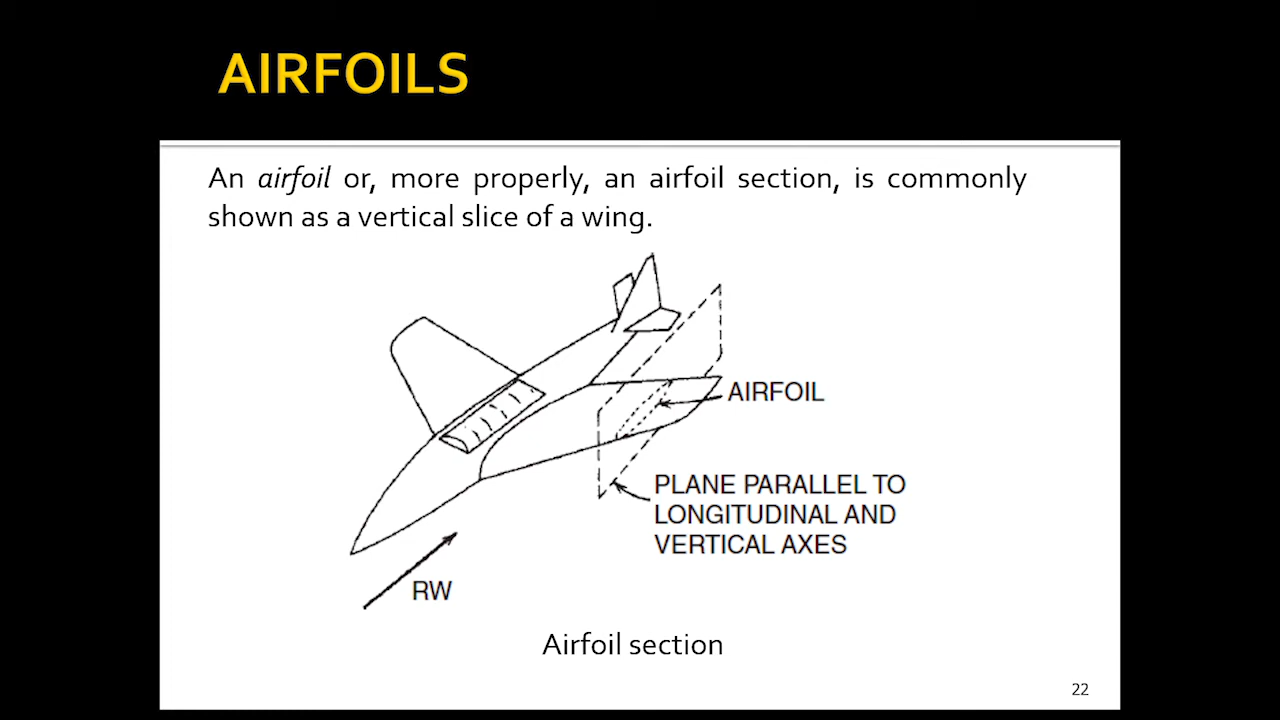 AIRFOILS
An airfoil or, more properly, an airfoil section, is commonly
shown as a vertical slice of a wing.
AIRFOIL
PLANE PARALLEL TO
LONGITUDINAL AND
VERTICAL AXES
RW
Airfoil section
22